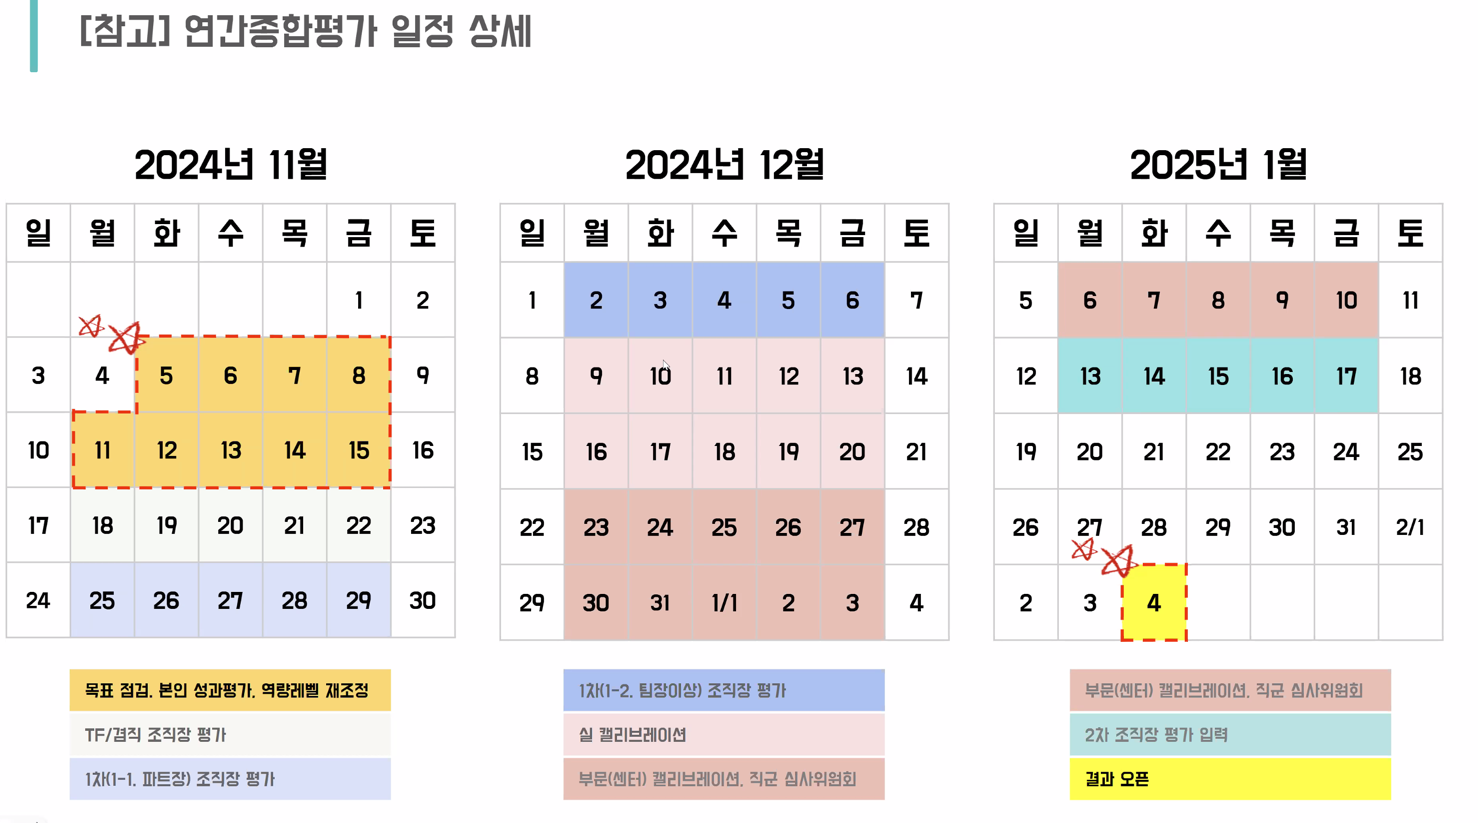 [참고] 연간종합평가 일정 상세
2024년 11월
일 월 화 수 목 금 토
1 2
3 4 5 6 7 8 9
10 11 12 13 14 15 16
17 18 19 20 21 22 23
24 25 26 27 28 29 30
목표 점검, 본인 성과평가, 역량레벨 재조정
TF/겸직 조직장 평가
1차(1-1, 파트장) 조직장 평가
2024년 12월
일 월 화 수 목 금 토
1 2 3 4 5 6 7
8 9 10 11 12 13 14
15 16 17 18 19 20 21
22 23 24 25 26 27 28
29 30 31 1/1 2 3 4
1차(1-2, 팀장이상) 조직장 평가
실 캘리브레이션
부문(센터) 캘리브레이션, 직군 심사위원회
2025년 1월
일 월 화 수 목 금 토
5 6 7 8 9 10 11
12 13 14 15 16 17 18
19 20 21 22 23 24 25
26 27 28 29 30 31 2/1
2 3 4
부문(센터) 캘리브레이션, 직군 심사위원회
2차 조직장 평가 입력
결과 오픈